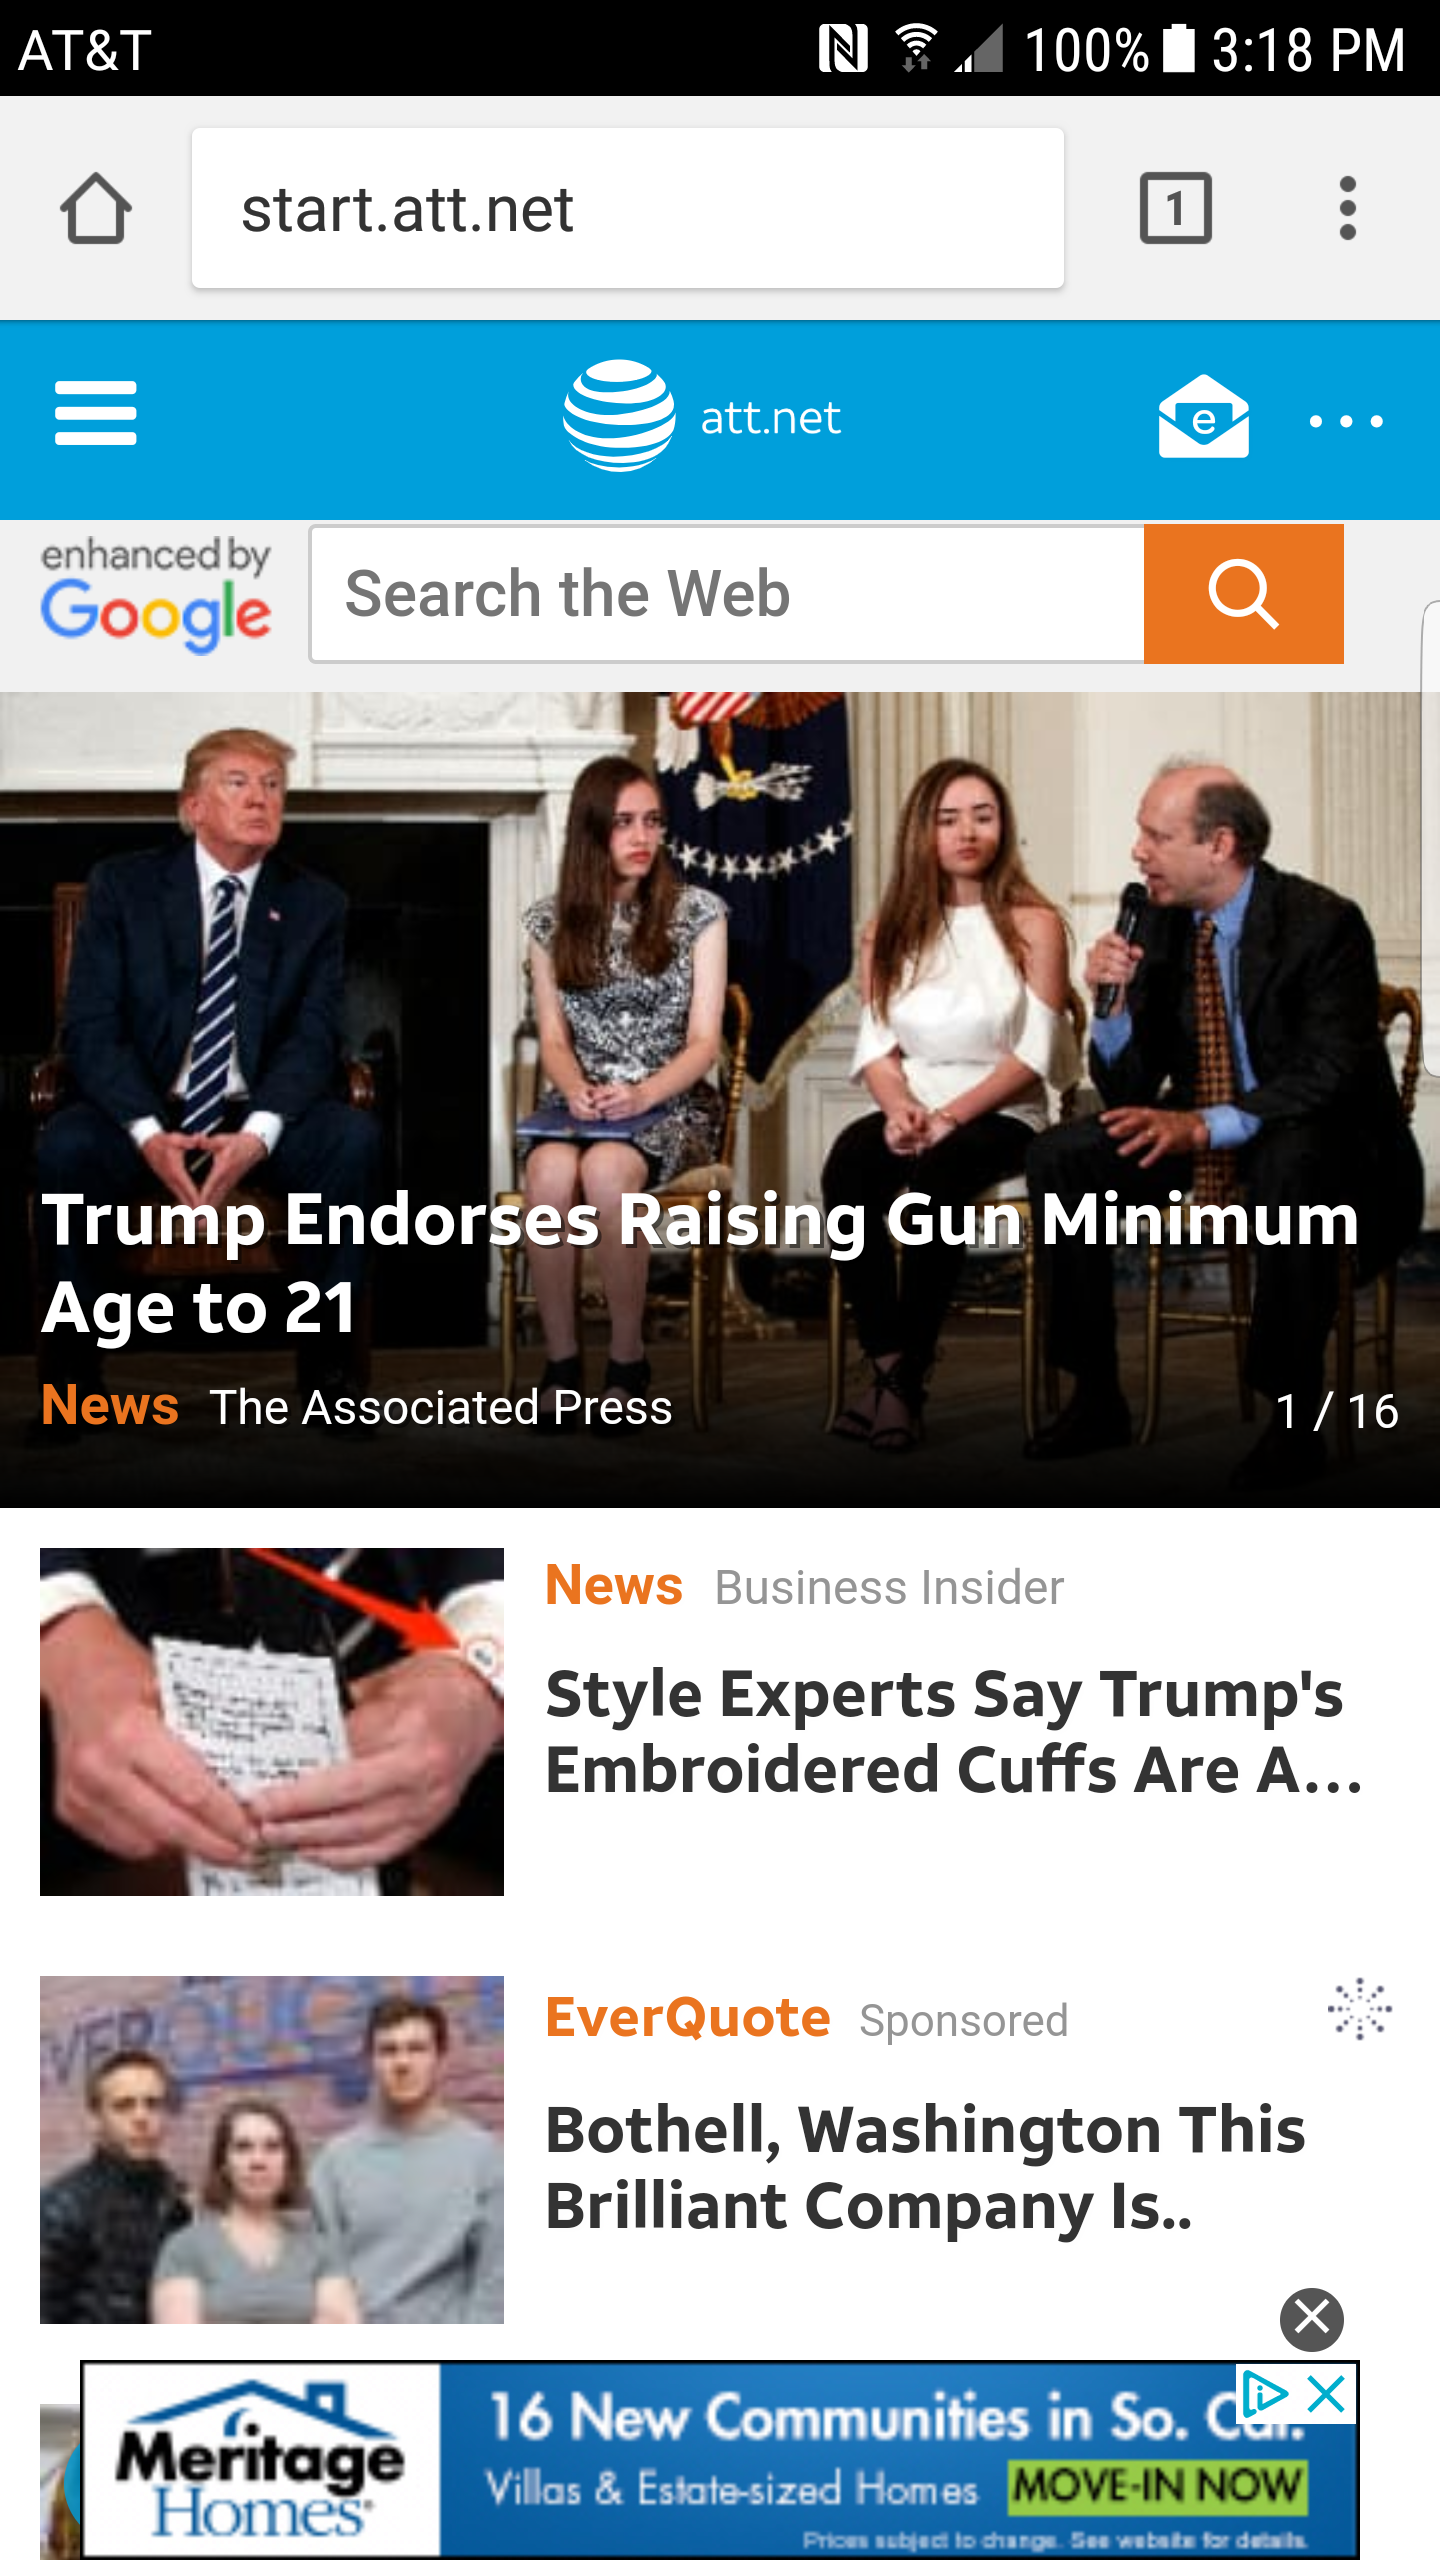 AT&T 100% 3:18 PM
start.att.net 1
att.net e
enhanced by
Google
Search the Web
Trump Endorses Raising Gun Minimum
Age to 21
News The Associated Press 1 / 16
News Business Insider
Style Experts Say Trump's
Embroidered Cuffs Are A...
EverQuote Sponsored
Bothell, Washington This
Brilliant Company Is..
Meritage
Homes
16 New Communities in So.
Villas & Estate-sized Homes MOVE-IN NOW
Prices subject to change. See website for details.